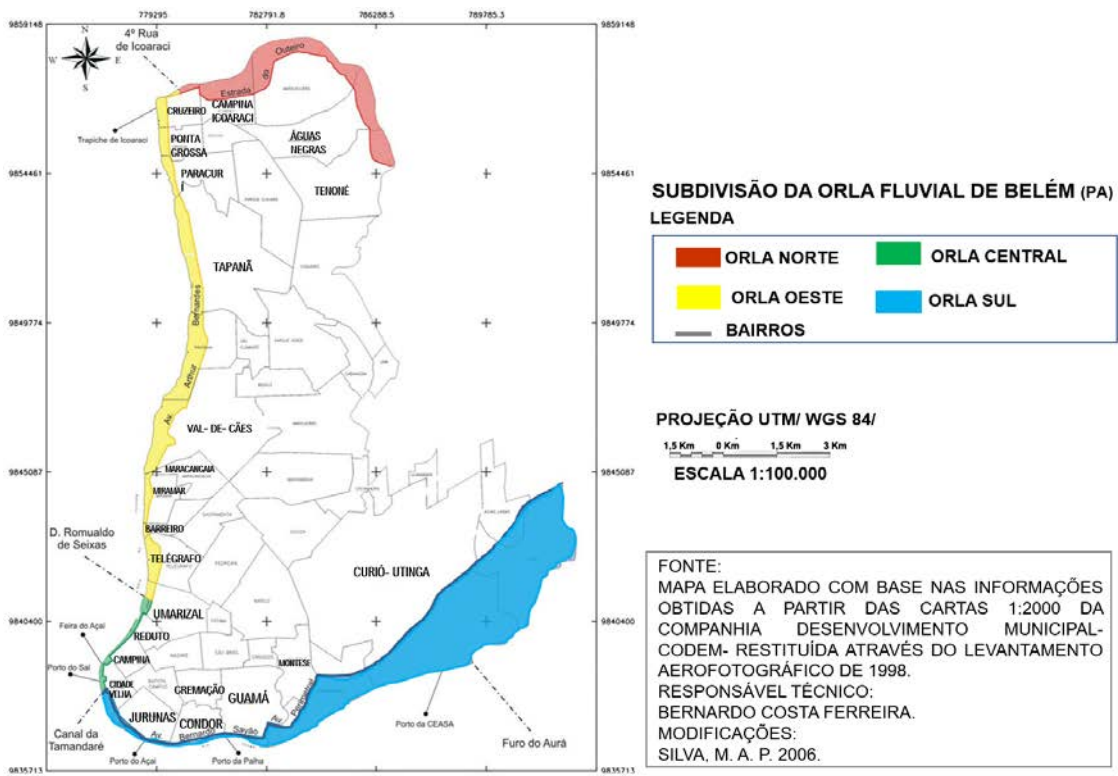 779295 782791.8 786288.5 789785.3
9859148 9859148
4º Rua
de Icoaraci
N
W E
S
Estrada do Outeiro
CRUZEIRO
CAMPINA
ICOARACI
Trapiche de Icoaraci
PONTA
GROSSA
ÁGUAS
NEGRAS
PARACUR
9854461 9854461
TENONÉ
TAPANÃ
9849774 9849774
Av. Arthur Bernardes
VAL- DE- CÃES
MARACANGAIA
9845087 9845087
MIRAMAR
BARREIRO
D. Romualdo
de Seixas
TELÉGRAFO
TELÉGRAFO
CURIÓ- UTINGA
9840400 9840400
UMARIZAL
Feira do Açaí
REDUTO
CAMPINA
Porto do Sal
MONTESE
CIDADE
VELHA
CREMAÇÃO
GUAMÁ
Canal da
Tamandaré
JURUNAS
CONDOR
Av. Bernardo Sayão
Av. Perimetral
Porto da CEASA
Furo do Aurá
Porto do Açaí
Porto da Palha
9835713 9835713
SUBDIVISÃO DA ORLA FLUVIAL DE BELÉM (PA)
LEGENDA
ORLA NORTE
ORLA CENTRAL
ORLA OESTE
ORLA SUL
BAIRROS
PROJEÇÃO UTM/ WGS 84/
1,5 Km 0 Km 1,5 Km 3 Km
ESCALA 1:100.000
FONTE:
MAPA ELABORADO COM BASE NAS INFORMAÇÕES
OBTIDAS A PARTIR DAS CARTAS 1:2000 DA
COMPANHIA DESENVOLVIMENTO MUNICIPAL-
CODEM- RESTITUÍDA ATRAVÉS DO LEVANTAMENTO
AEROFOTOGRÁFICO DE 1998.
RESPONSÁVEL TÉCNICO:
BERNARDO COSTA FERREIRA.
MODIFICAÇÕES:
SILVA, M. A. P. 2006.